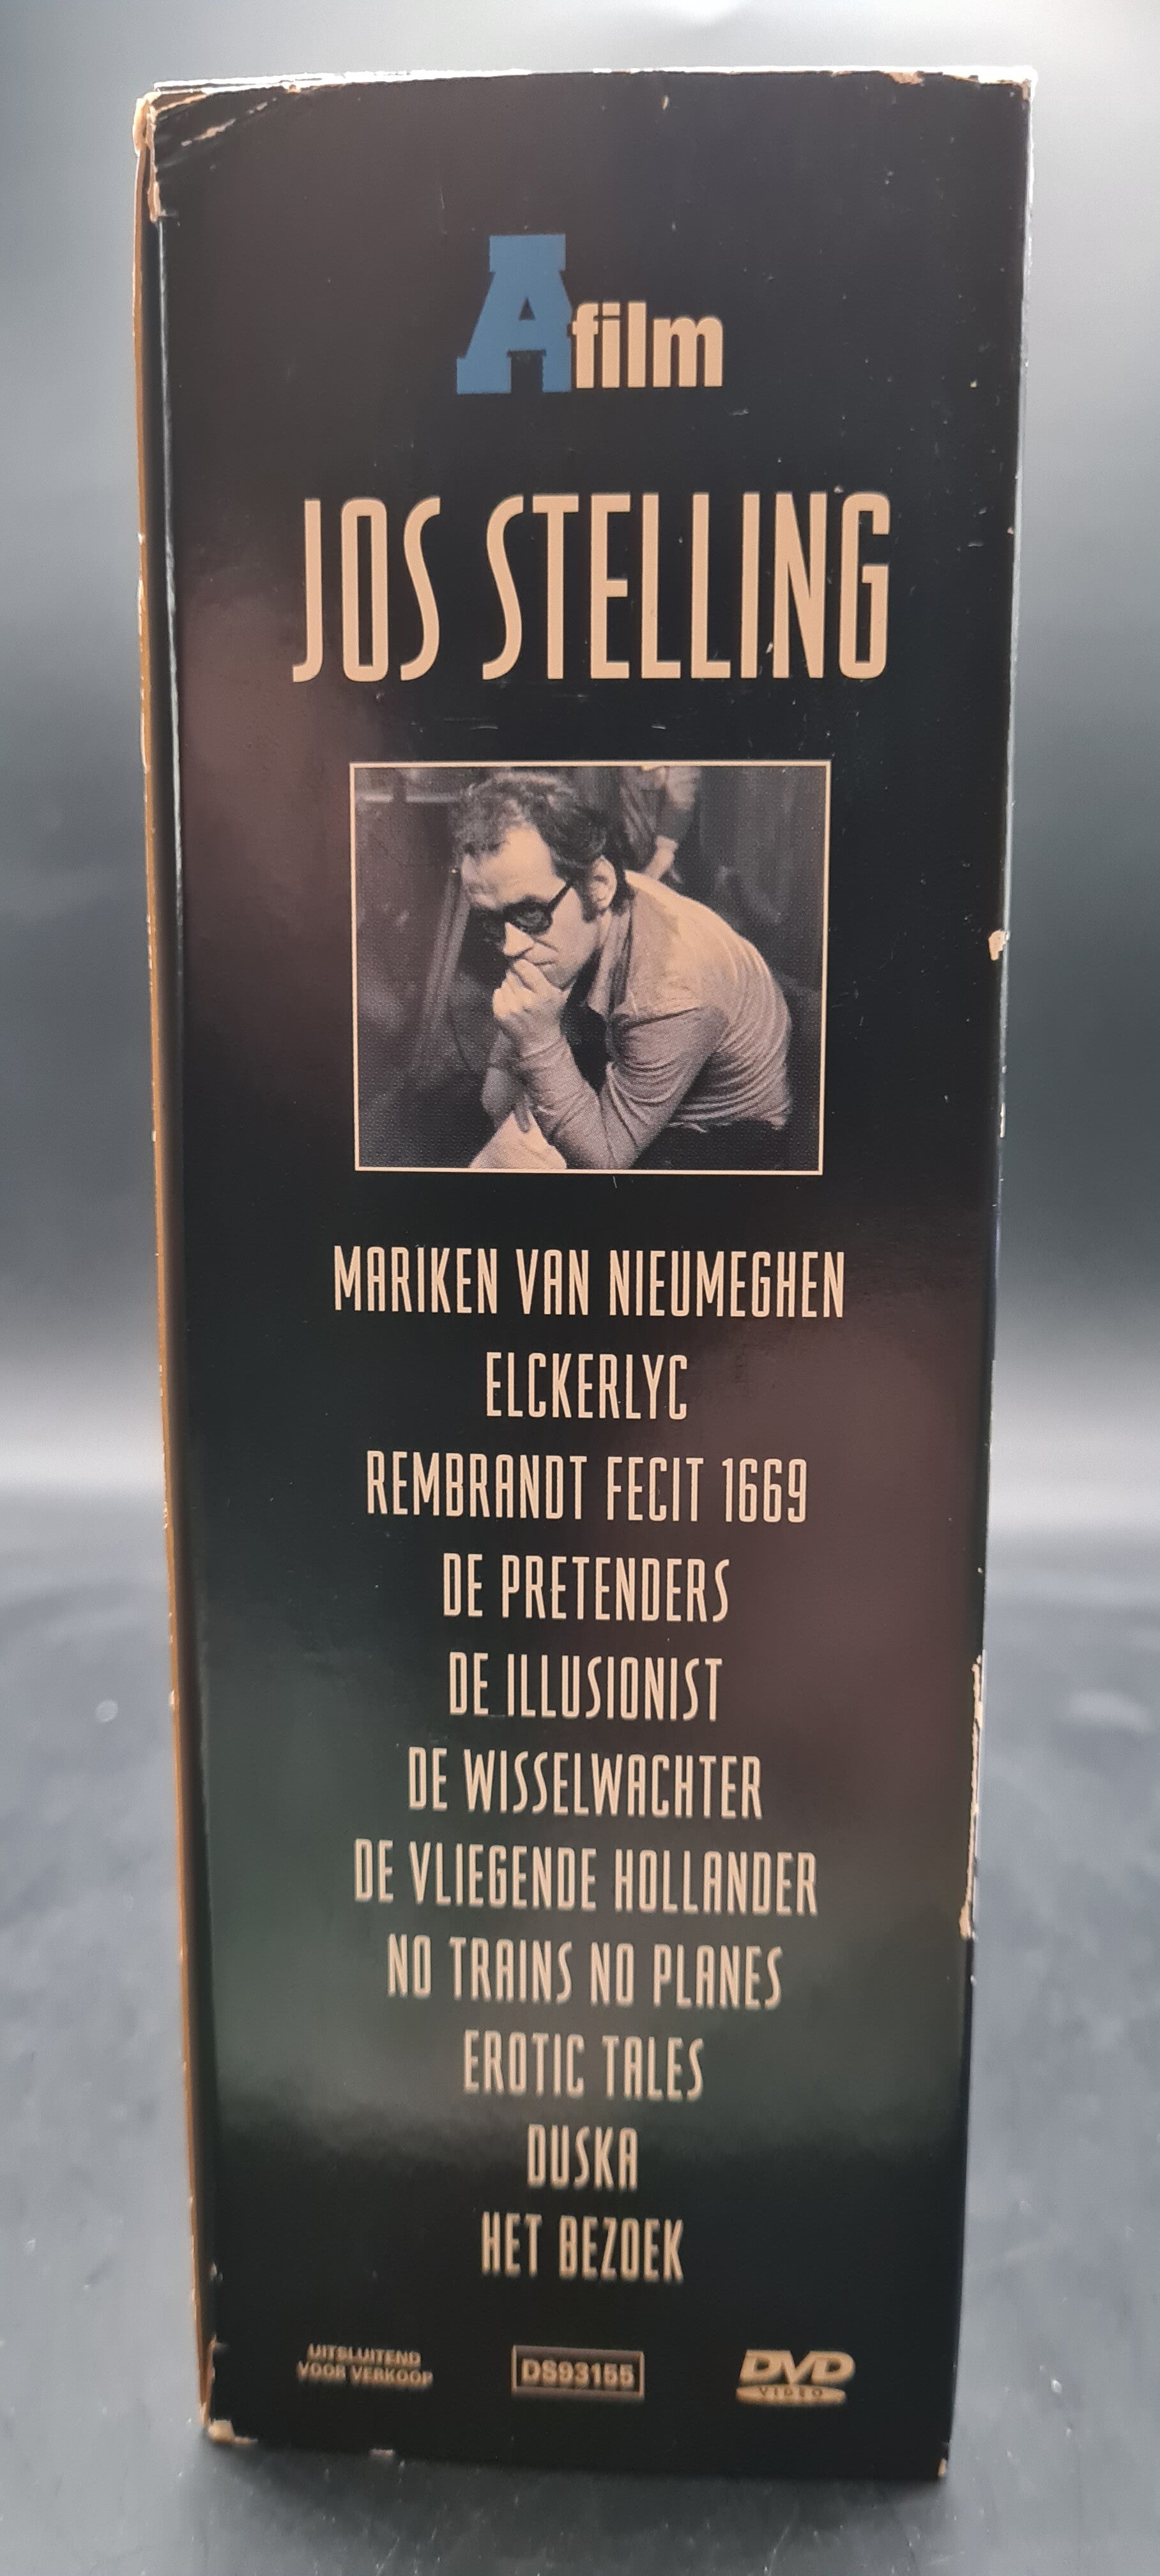 Afilm
JOS STELLING
MARIKEN VAN NIEUMEGHEN
ELCKERLYC
REMBRANDT FECIT 1669
DE PRETENDERS
DE ILLUSIONIST
DE WISSELWACHTER
DE VLIEGENDE HOLLANDER
NO TRAINS NO PLANES
EROTIC TALES
DUSKA
HET BEZOEK
UITSLUITEND
VOOR VERKOOP
DS93155
DVD
VIDEO